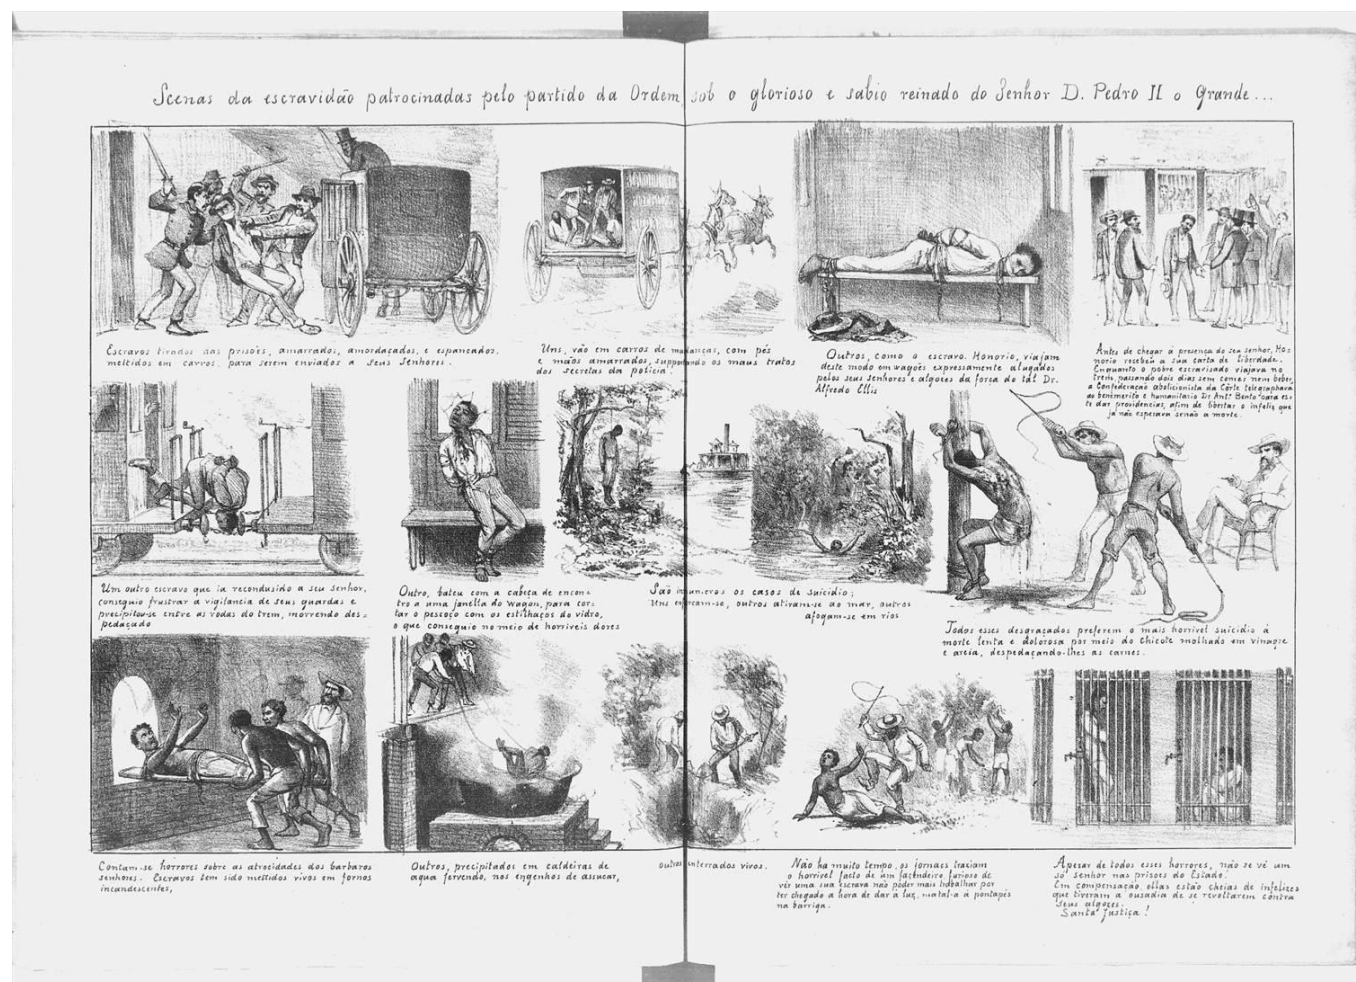 Scenas da escravidão patrocinadas pelo partido da Ordem, sob o glorioso e sabio reinado do Senhor D. Pedro II o Grande...
Escravos tirados das prisões, amarrados, amordaçados, e espancados,
mettidos em carros, para serem enviados a seus Senhores.
Uns, vão em carros de mudanças, com pés
e mãos amarrados, supportando os maus tratos
dos secretas da policia.
Outros, como o escravo Honorio, viajam
deste modo em wagões expressamente alugados
pelos seus senhores e algozes da força do tal Dr.
Alfredo Ellis
Antes de chegar á presença do seu senhor, Ho-
norio recebeu a sua carta de liberdade.
Enquanto o pobre escravisado viajava no
trem, passando dois dias sem comer nem beber,
a Confederação abolicionista da Côrte telegraphava
ao benemerito e humanitario Dr Antº Bento para es-
te dar providencias, afim de libertar o infeliz que
já não esperava senão a morte.
Um outro escravo que ia reconduzido a seu senhor,
conseguio frustrar a vigilancia de seus guardas e
precipitou-se entre as rodas do trem, morrendo des-
pedaçado
Outro, bateu com a cabeça de encon-
tro a uma janella do wagon, para cor-
tar o pescoço com os estilhaços do vidro,
o que conseguio no meio de horriveis dores
São innumeros os casos de suicidio;
Uns enforcam-se, outros atiram-se ao mar, outros
afogam-se em rios
Todos esses desgraçados preferem o mais horrivel suicidio á
morte lenta e dolorosa por meio do chicote molhado em vinagre
e areia, despedaçando-lhes as carnes.
Contam-se horrores sobre as atrocidades dos barbaros
senhores. Escravos tem sido mettidos vivos em fornos
incandescentes,
Outros, precipitados em caldeiras de
agua fervendo, nos engenhos de assucar,
outros enterrados vivos.
Não ha muito tempo, os jornaes traziam
o horrivel facto de um fazendeiro, furioso de
vêr uma sua escrava não poder mais trabalhar por
ter chegado a hora de dar á luz, matal-a á pontapés
na barriga.
Apezar de todos esses horrores, não se vê um
só senhor nas prisões do Estado!
Em compensação, ellas estão cheias de infelizes
que tiveram a ousadia de se revoltarem contra
seus algozes.
Santa Justiça!